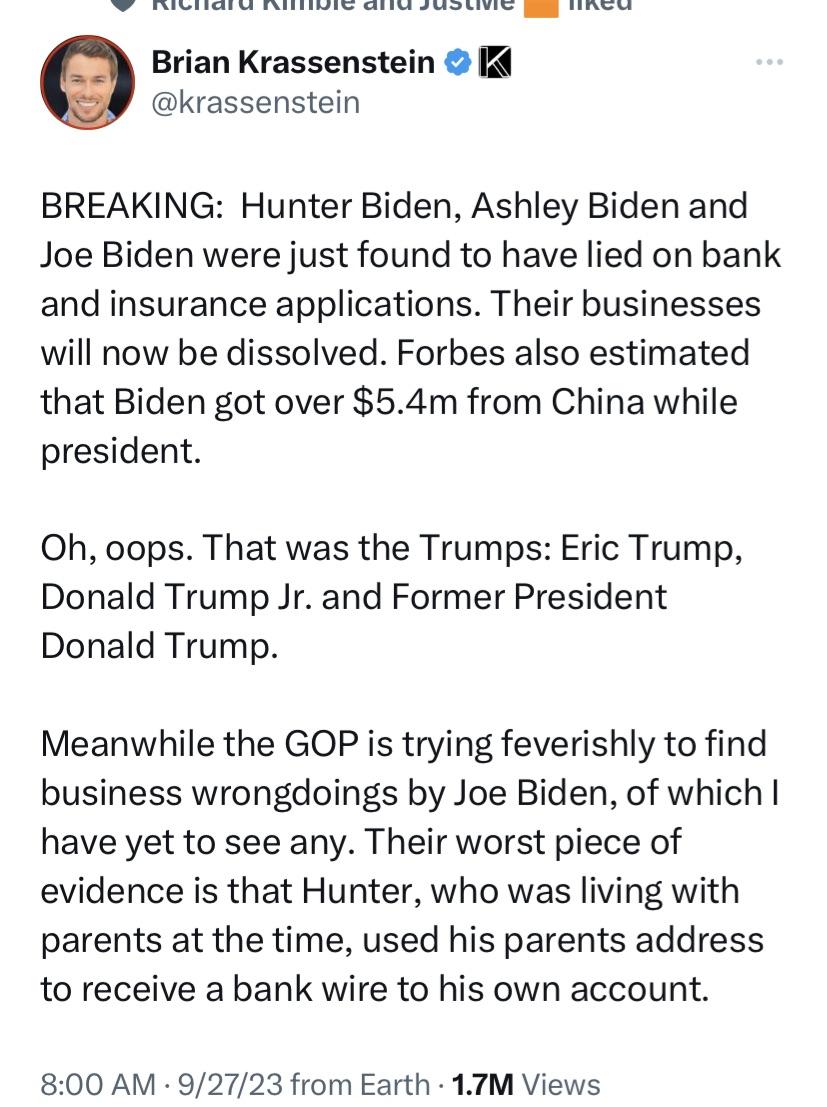 Richard Kimble and JustMe liked
Brian Krassenstein
@krassenstein
BREAKING:  Hunter Biden, Ashley Biden and
Joe Biden were just found to have lied on bank
and insurance applications. Their businesses
will now be dissolved. Forbes also estimated
that Biden got over $5.4m from China while
president.
Oh, oops. That was the Trumps: Eric Trump,
Donald Trump Jr. and Former President
Donald Trump.
Meanwhile the GOP is trying feverishly to find
business wrongdoings by Joe Biden, of which I
have yet to see any. Their worst piece of
evidence is that Hunter, who was living with
parents at the time, used his parents address
to receive a bank wire to his own account.
8:00 AM · 9/27/23 from Earth · 1.7M Views